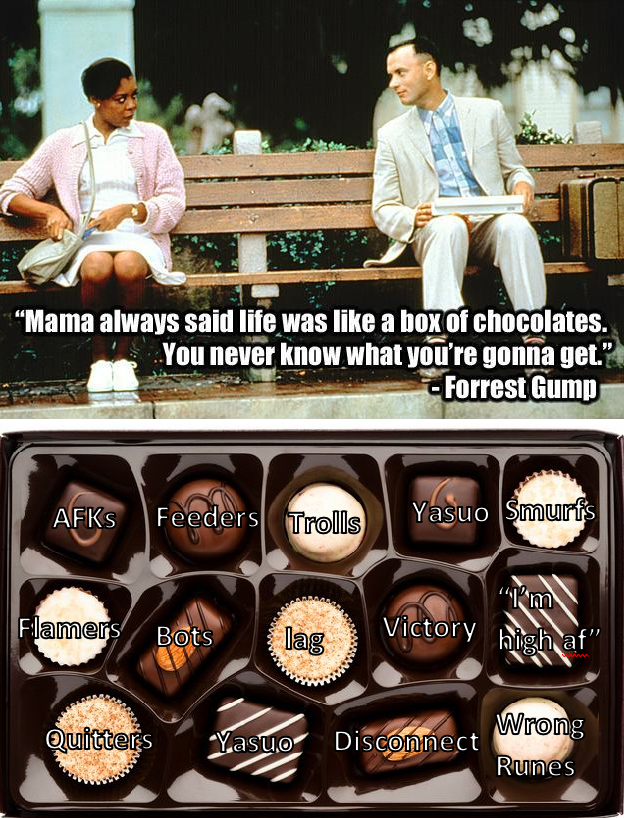 “Mama always said life was like a box of chocolates.
You never know what you’re gonna get.”
- Forrest Gump
AFKs
Feeders
Trolls
Yasuo
Smurfs
Flamers
Bots
lag
Victory
“I’m
high af”
Quitters
Yasuo
Disconnect
Wrong
Runes